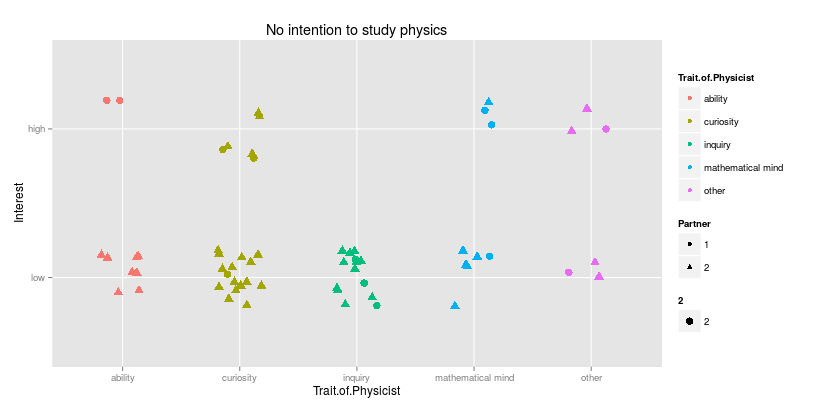 No intention to study physics
Interest
high
low
ability curiosity inquiry mathematical mind other
Trait.of.Physicist
Trait.of.Physicist
ability
curiosity
inquiry
mathematical mind
other
Partner
1
2
2
2